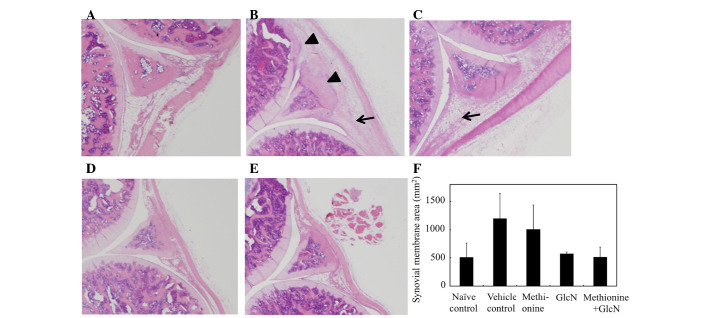 A
B
C
D
E
F
Synovial membrane area (mm²)
1500
1000
500
0
Naïve control
Vehicle control
Methi-onine
GlcN
Methionine +GlcN